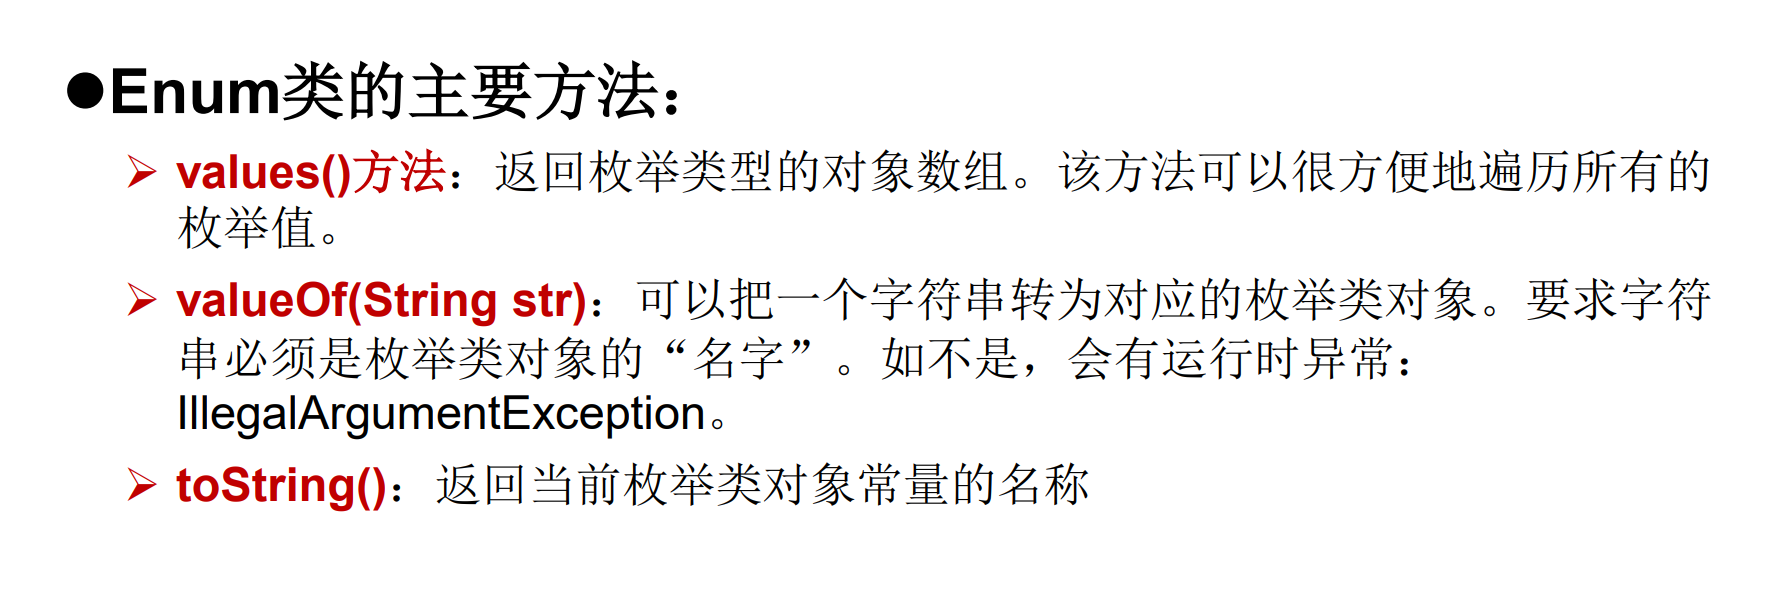 ●Enum类的主要方法：
➢ values()方法：返回枚举类型的对象数组。该方法可以很方便地遍历所有的
枚举值。
➢ valueOf(String str)：可以把一个字符串转为对应的枚举类对象。要求字符
串必须是枚举类对象的“名字”。如不是，会有运行时异常：
IllegalArgumentException。
➢ toString()：返回当前枚举类对象常量的名称